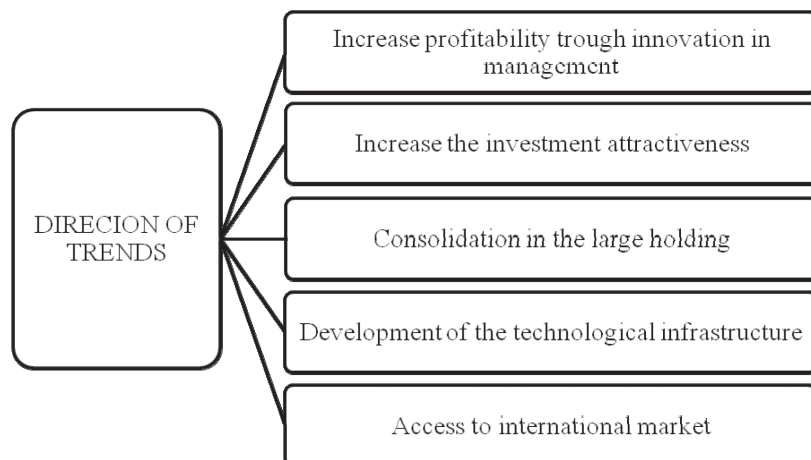 Increase profitability trough innovation in
management
Increase the investment attractiveness
DIRECION OF
TRENDS
Consolidation in the large holding
Development of the technological infrastructure
Access to international market